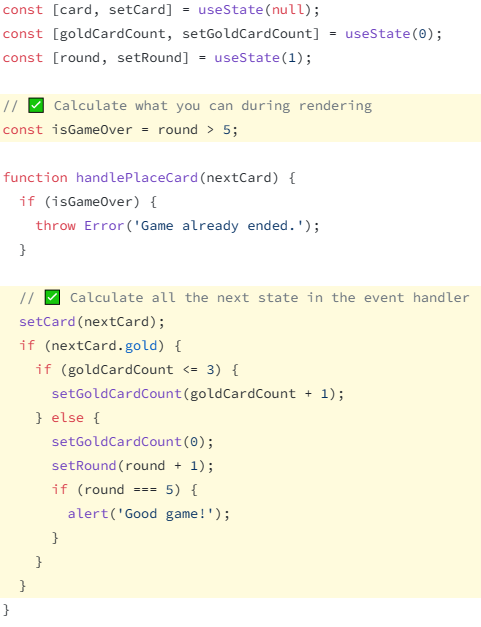 const [card, setCard] = useState(null);
const [goldCardCount, setGoldCardCount] = useState(0);
const [round, setRound] = useState(1);

// ✅ Calculate what you can during rendering
const isGameOver = round > 5;

function handlePlaceCard(nextCard) {
  if (isGameOver) {
    throw Error('Game already ended.');
  }

  // ✅ Calculate all the next state in the event handler
  setCard(nextCard);
  if (nextCard.gold) {
    if (goldCardCount <= 3) {
      setGoldCardCount(goldCardCount + 1);
    } else {
      setGoldCardCount(0);
      setRound(round + 1);
      if (round === 5) {
        alert('Good game!');
      }
    }
  }
}